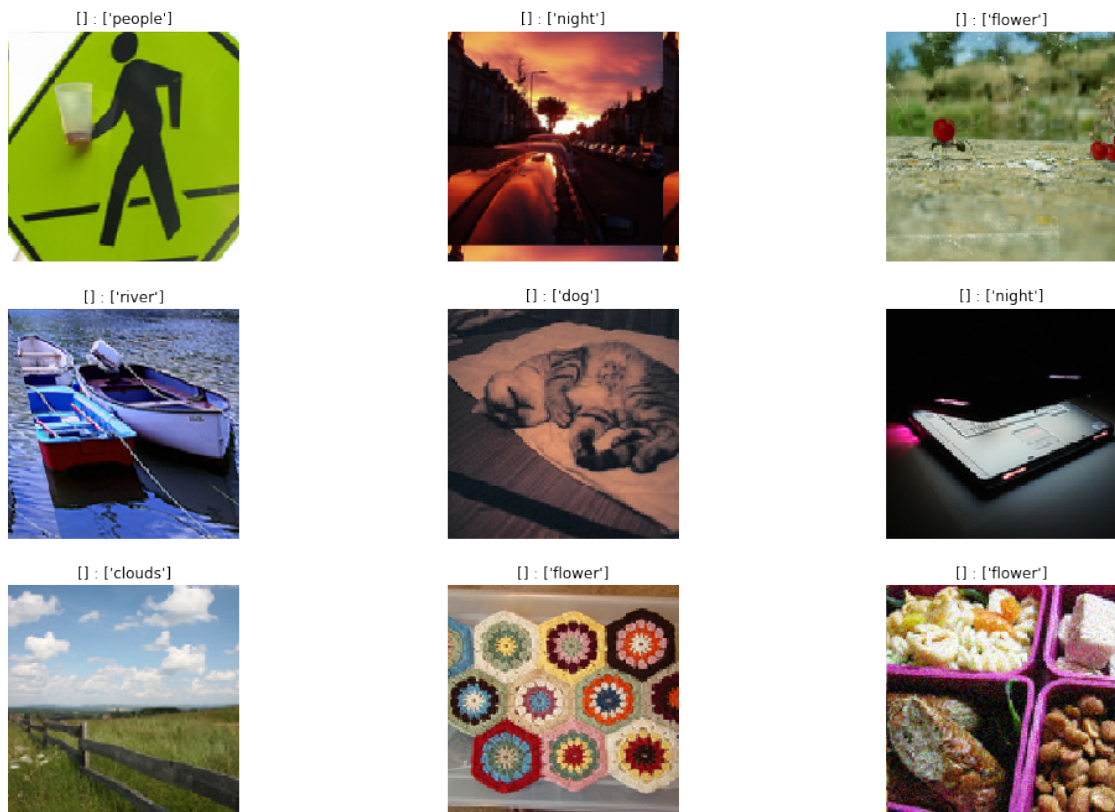 [] : ['people']
[] : ['night']
[] : ['flower']
[] : ['river']
[] : ['dog']
[] : ['night']
[] : ['clouds']
[] : ['flower']
[] : ['flower']